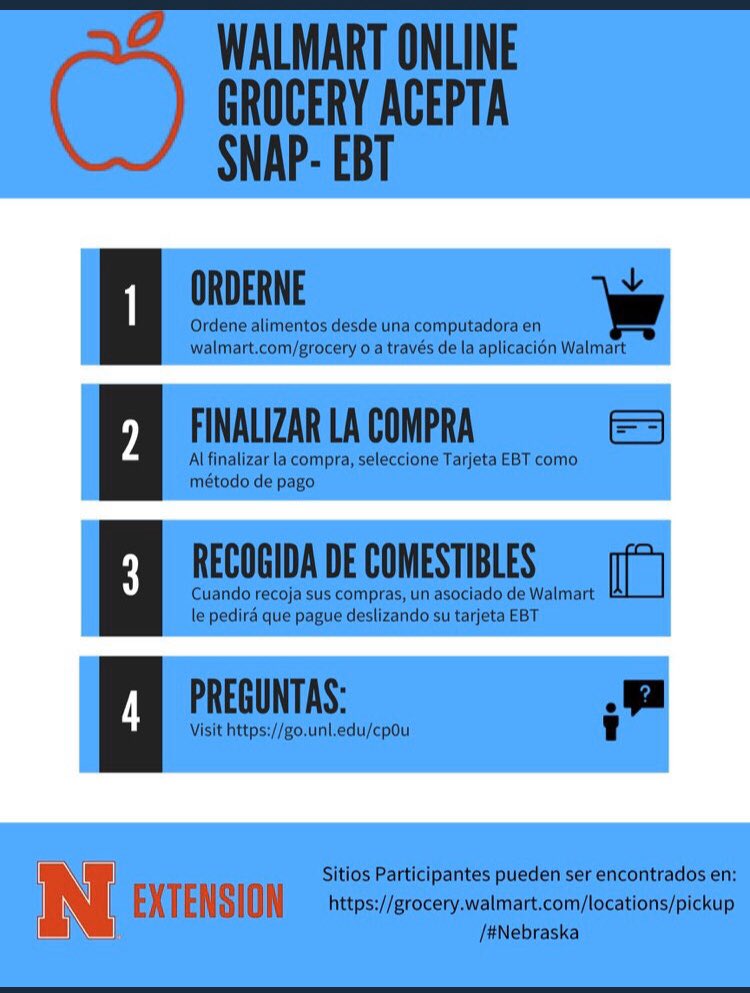 WALMART ONLINE
GROCERY ACEPTA
SNAP- EBT
1
ORDERNE
Ordene alimentos desde una computadora en
walmart.com/grocery o a través de la aplicación Walmart
2
FINALIZAR LA COMPRA
Al finalizar la compra, seleccione Tarjeta EBT como
método de pago
3
RECOGIDA DE COMESTIBLES
Cuando recoja sus compras, un asociado de Walmart
le pedirá que pague deslizando su tarjeta EBT
4
PREGUNTAS:
Visit https://go.unl.edu/cp0u
?
N EXTENSION
Sitios Participantes pueden ser encontrados en:
https://grocery.walmart.com/locations/pickup
/#Nebraska